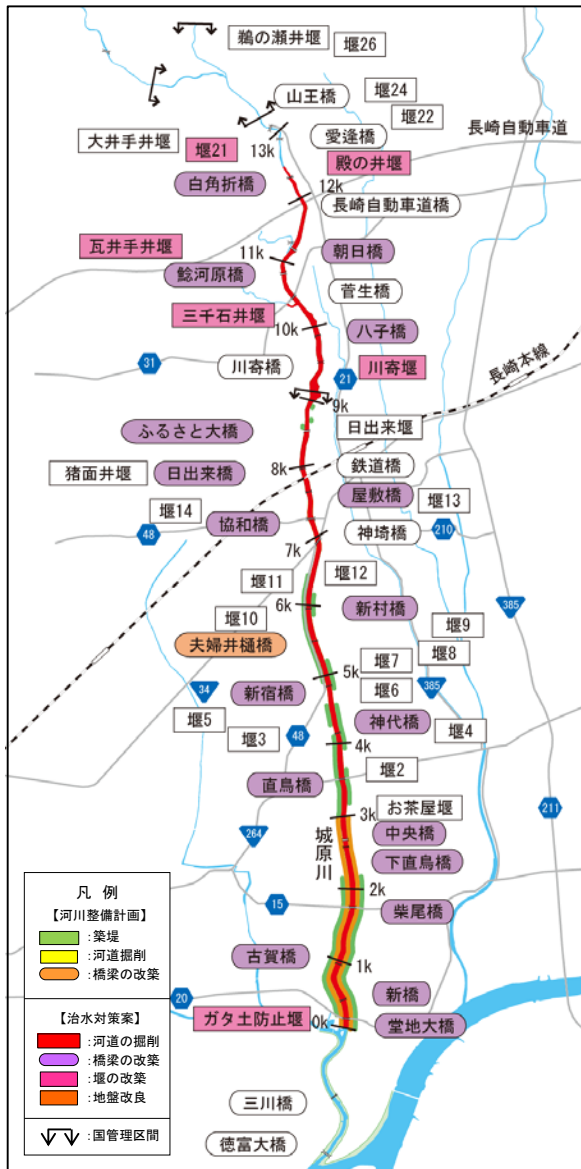 鵜の瀬井堰
堰26
山王橋
堰24
堰22
大井手井堰
堰21
13k
愛逢橋
長崎自動車道
殿の井堰
白角折橋
12k
長崎自動車道橋
瓦井手井堰
11k
朝日橋
鯰河原橋
菅生橋
三千石井堰
10k
八子橋
31
川寄橋
21
川寄堰
長崎本線
9k
ふるさと大橋
日出来堰
猪面井堰
日出来橋
8k
鉄道橋
屋敷橋
堰13
堰14
協和橋
48
7k
神埼橋
210
堰11
堰12
堰10
6k
新村橋
堰9
385
夫婦井樋橋
堰8
堰7
5k
34
新宿橋
堰6
385
堰5
堰3
48
神代橋
堰4
4k
堰2
直鳥橋
3k
お茶屋堰
211
城原川
中央橋
264
下直鳥橋
2k
15
柴尾橋
古賀橋
1k
20
新橋
ガタ土防止堰
0k
堂地大橋
三川橋
徳富大橋
凡 例
【河川整備計画】
:築堤
:河道掘削
:橋梁の改築
【治水対策案】
:河道の掘削
:橋梁の改築
:堰の改築
:地盤改良
:国管理区間